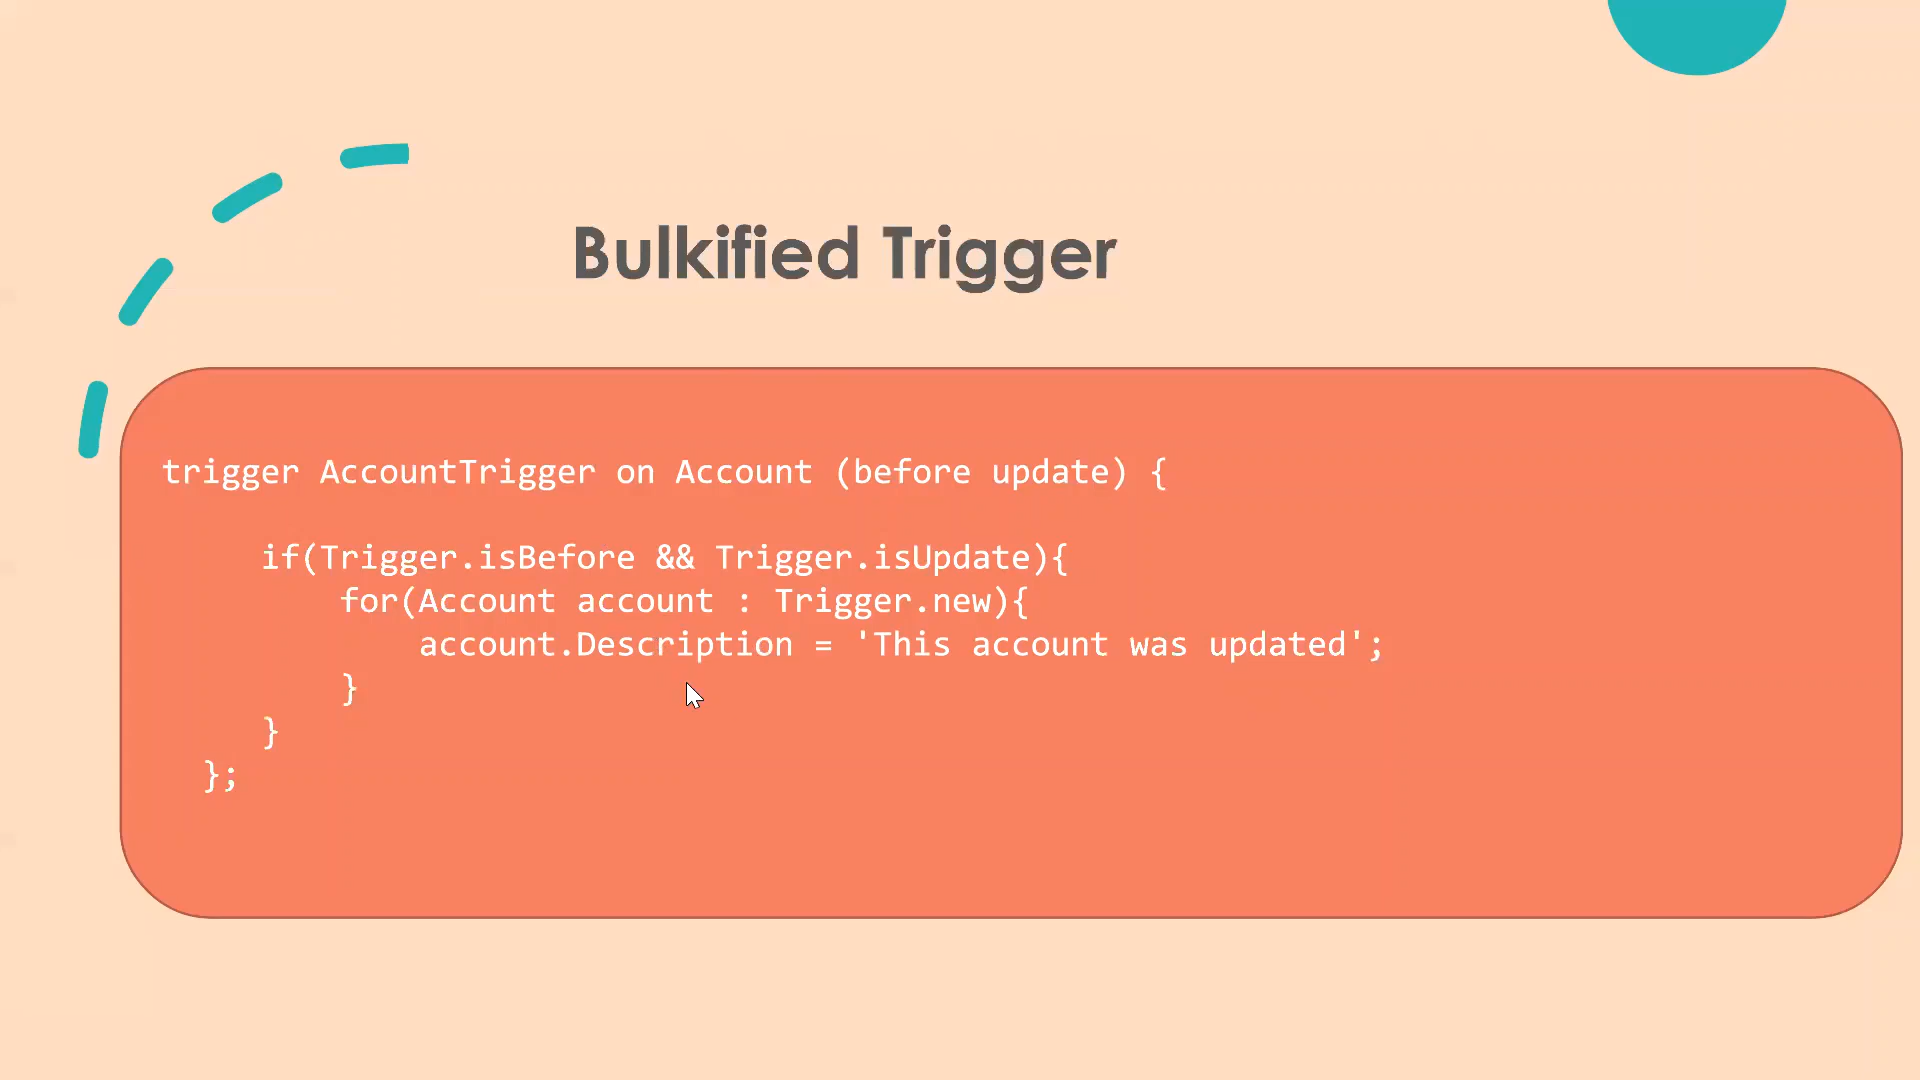 Bulkified Trigger
trigger AccountTrigger on Account (before update) {
if(Trigger.isBefore && Trigger.isUpdate){
for(Account account : Trigger.new){
account.Description = 'This account was updated';
}
}
};